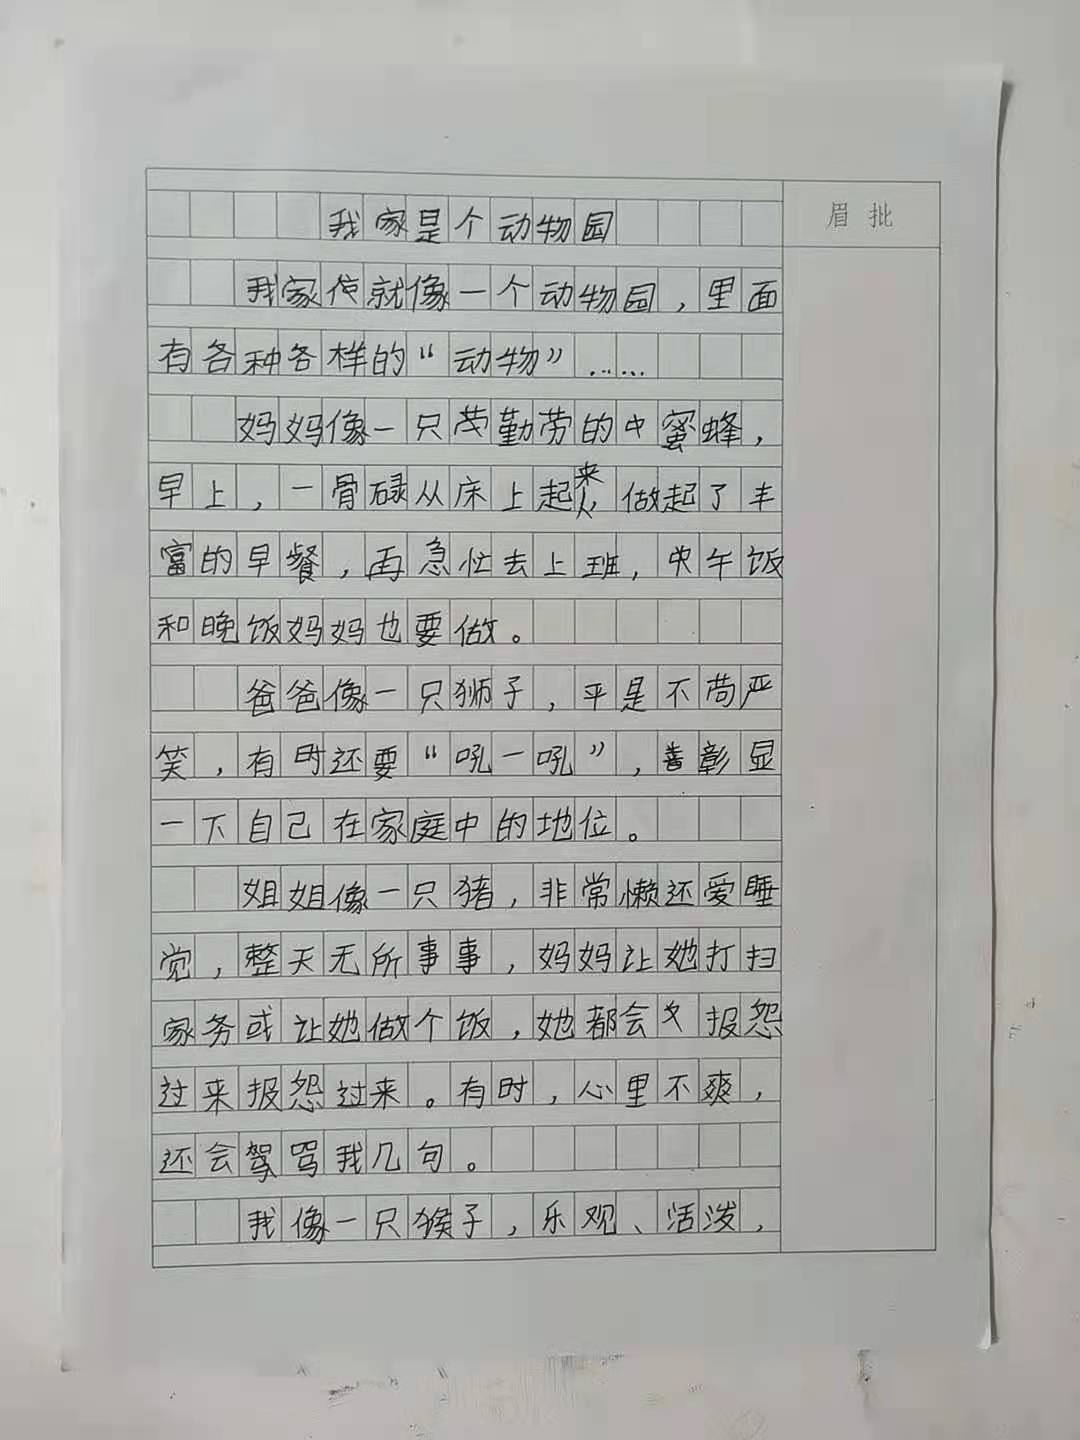 我家是个动物园
眉批
我家就像一个动物园，里面
有各种各样的“动物”……
妈妈像一只勤劳的蜜蜂，
早上，一骨碌从床上起来，做起了丰
富的早餐，再急忙去上班，中午饭
和晚饭妈妈也要做。
爸爸像一只狮子，平是不苟严
笑，有时还要“吼一吼”，彰显
一下自己在家庭中的地位。
姐姐像一只猪，非常懒还爱睡
觉，整天无所事事，妈妈让她打扫
家务或让她做个饭，她都会报怨
过来报怨过来。有时，心里不爽，
还会骂我几句。
我像一只猴子，乐观、活泼，